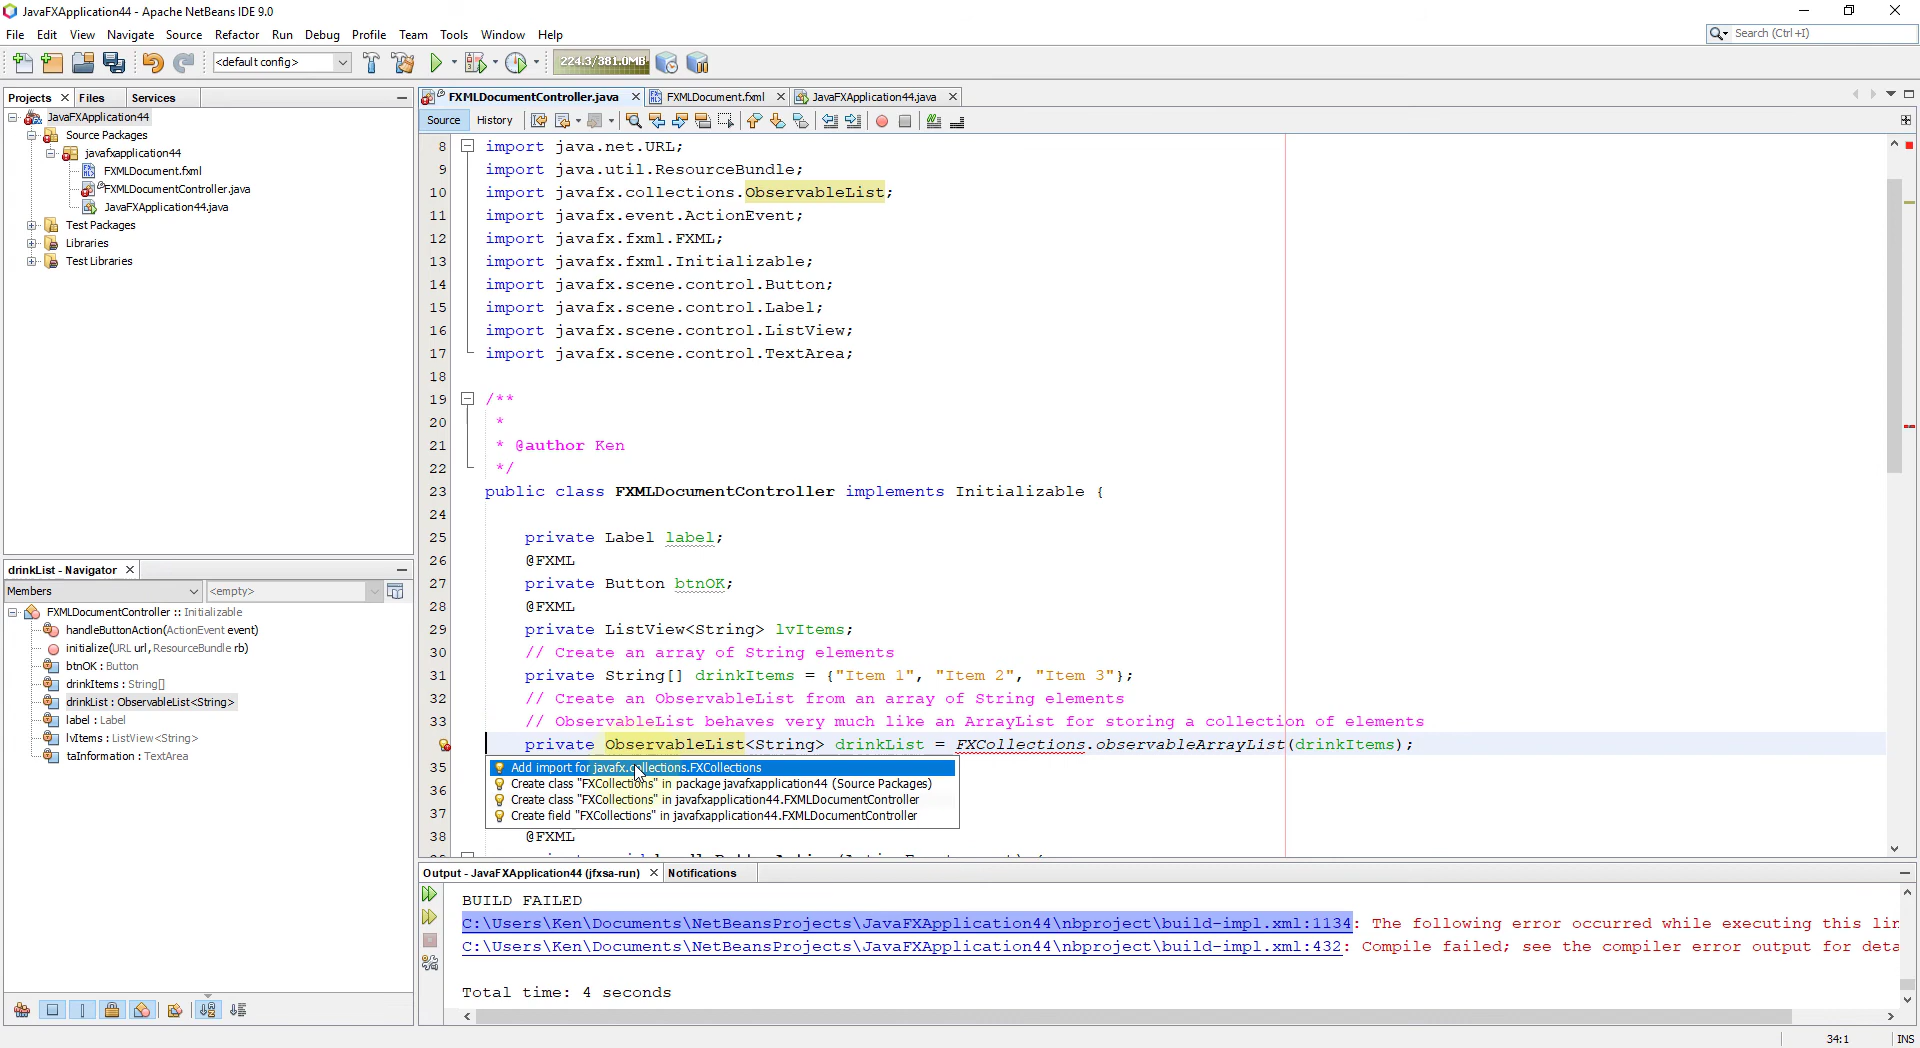 JavaFXApplication44 - Apache NetBeans IDE 9.0
File Edit View Navigate Source Refactor Run Debug Profile Team Tools Window Help
Search (Ctrl+I)
<default config>
224.3/381.0MB
Projects Files Services
JavaFXApplication44
Source Packages
javafxapplication44
FXMLDocument.fxml
FXMLDocumentController.java
JavaFXApplication44.java
Test Packages
Libraries
Test Libraries
drinkList - Navigator
Members <empty>
FXMLDocumentController :: Initializable
handleButtonAction(ActionEvent event)
initialize(URL url, ResourceBundle rb)
btnOK : Button
drinkItems : String[]
drinkList : ObservableList<String>
label : Label
lvItems : ListView<String>
taInformation : TextArea
FXMLDocumentController.java FXMLDocument.fxml JavaFXApplication44.java
Source History
8 import java.net.URL;
9 import java.util.ResourceBundle;
10 import javafx.collections.ObservableList;
11 import javafx.event.ActionEvent;
12 import javafx.fxml.FXML;
13 import javafx.fxml.Initializable;
14 import javafx.scene.control.Button;
15 import javafx.scene.control.Label;
16 import javafx.scene.control.ListView;
17 import javafx.scene.control.TextArea;
18
19 /**
20 *
21 * @author Ken
22 */
23 public class FXMLDocumentController implements Initializable {
24
25 private Label label;
26 @FXML
27 private Button btnOK;
28 @FXML
29 private ListView<String> lvItems;
30 // Create an array of String elements
31 private String[] drinkItems = {"Item 1", "Item 2", "Item 3"};
32 // Create an ObservableList from an array of String elements
33 // ObservableList behaves very much like an ArrayList for storing a collection of elements
private ObservableList<String> drinkList = FXCollections.observableArrayList(drinkItems);
35 Add import for javafx.collections.FXCollections
36 Create class "FXCollections" in package javafxapplication44 (Source Packages)
Create class "FXCollections" in javafxapplication44.FXMLDocumentController
37 Create field "FXCollections" in javafxapplication44.FXMLDocumentController
38 @FXML
Output - JavaFXApplication44 (jfxsa-run) Notifications
BUILD FAILED
C:\Users\Ken\Documents\NetBeansProjects\JavaFXApplication44\nbproject\build-impl.xml:1134: The following error occurred while executing this lin
C:\Users\Ken\Documents\NetBeansProjects\JavaFXApplication44\nbproject\build-impl.xml:432: Compile failed; see the compiler error output for deta
Total time: 4 seconds
34:1 INS